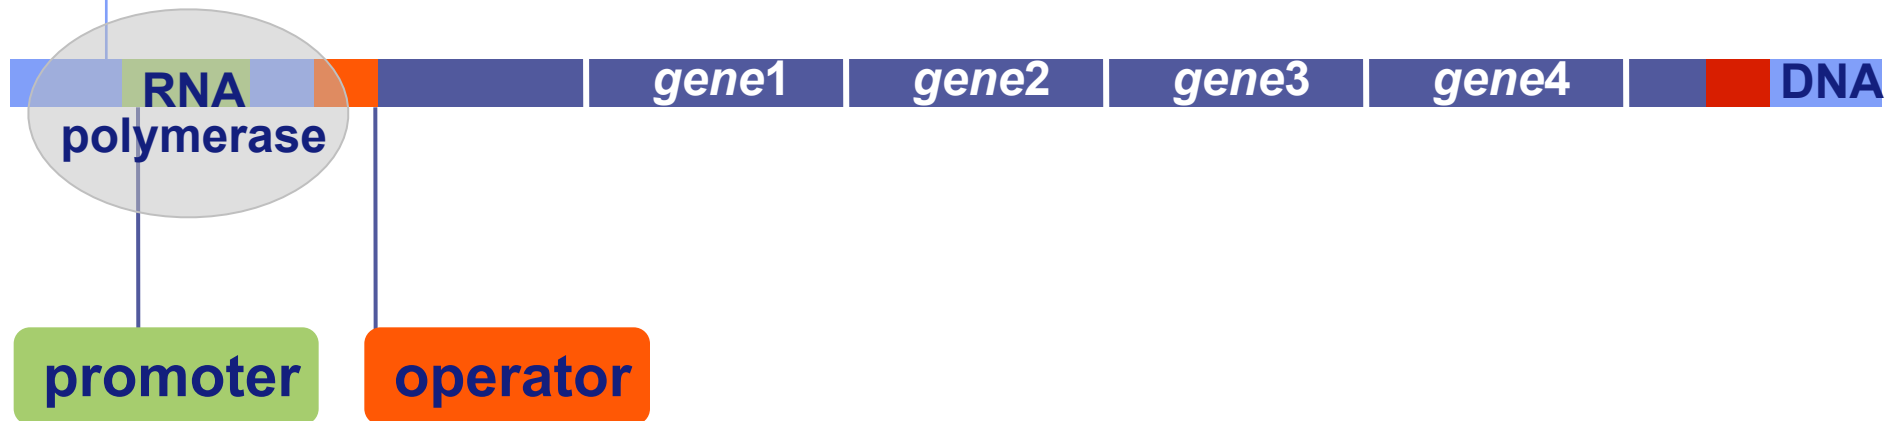 RNA
polymerase
gene1
gene2
gene3
gene4
DNA
promoter
operator